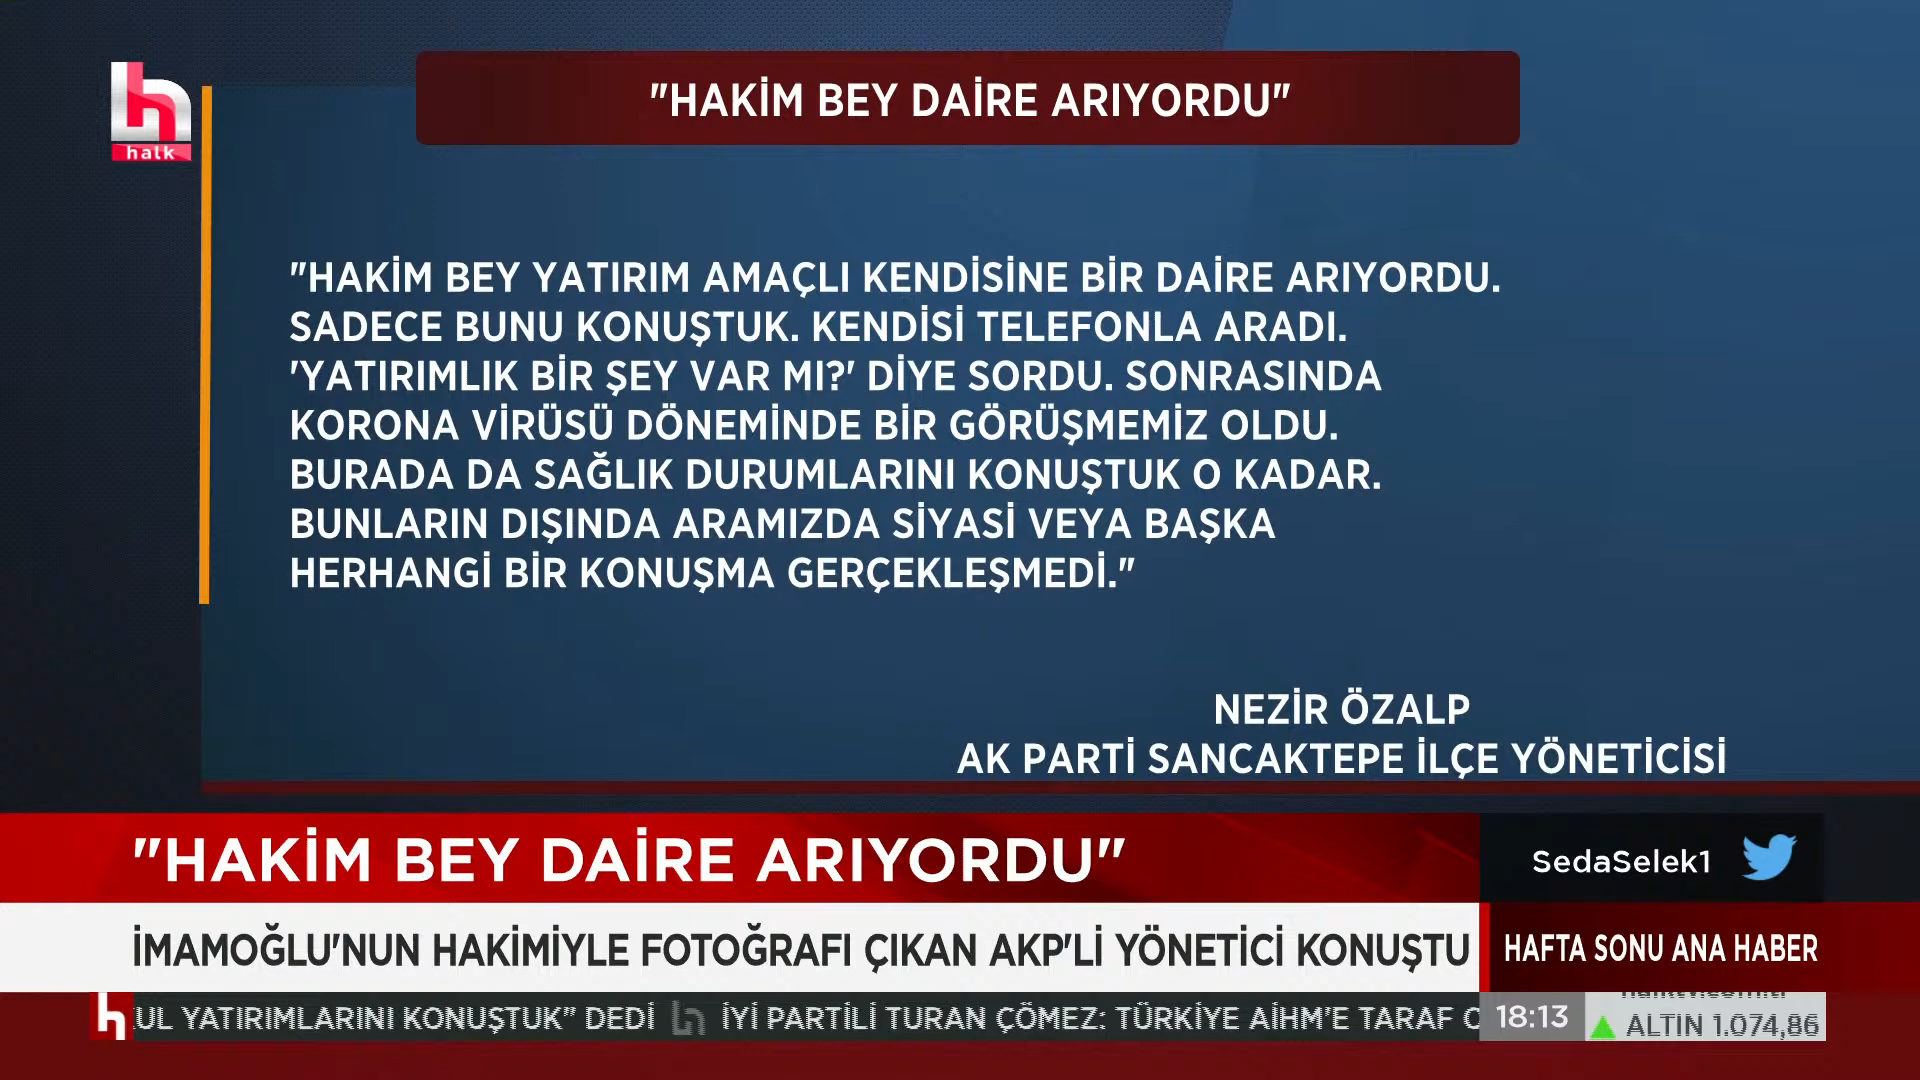 "HAKİM BEY DAİRE ARIYORDU"
halk
"HAKİM BEY YATIRIM AMAÇLI KENDİSİNE BİR DAİRE ARIYORDU.
SADECE BUNU KONUŞTUK. KENDİSİ TELEFONLA ARADI.
'YATIRIMLIK BİR ŞEY VAR MI?' DİYE SORDU. SONRASINDA
KORONA VİRÜSÜ DÖNEMİNDE BİR GÖRÜŞMEMİZ OLDU.
BURADA DA SAĞLIK DURUMLARINI KONUŞTUK O KADAR.
BUNLARIN DIŞINDA ARAMIZDA SİYASİ VEYA BAŞKA
HERHANGİ BİR KONUŞMA GERÇEKLEŞMEDİ."
NEZİR ÖZALP
AK PARTİ SANCAKTEPE İLÇE YÖNETİCİSİ
"HAKİM BEY DAİRE ARIYORDU"
SedaSelek1
İMAMOĞLU'NUN HAKİMİYLE FOTOĞRAFI ÇIKAN AKP'Lİ YÖNETİCİ KONUŞTU
HAFTA SONU ANA HABER
UL YATIRIMLARINI KONUŞTUK" DEDİ İYİ PARTİLİ TURAN ÇÖMEZ: TÜRKİYE AİHM'E TARAF
18:13
ALTIN 1.074,86